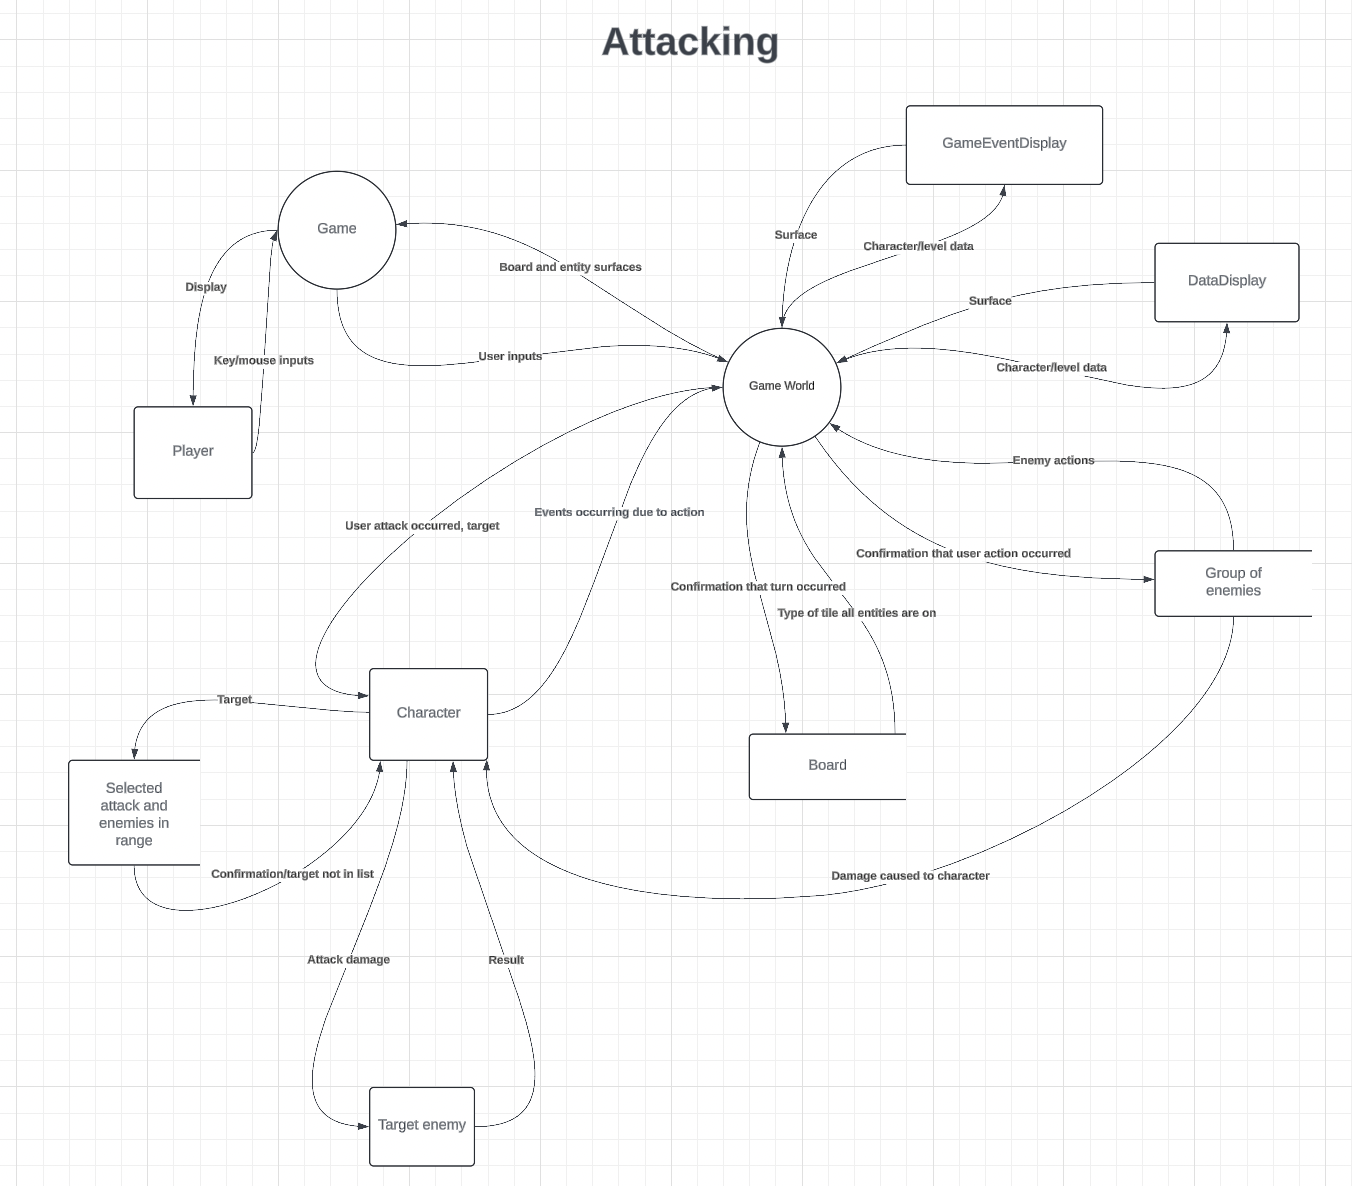 Attacking
GameEventDisplay
Game
Surface
Character/level data
Board and entity surfaces
DataDisplay
Display
Surface
User inputs
Key/mouse inputs
Character/level data
Game World
Player
Enemy actions
Events occurring due to action
User attack occurred, target
Confirmation that user action occurred
Group of
enemies
Confirmation that turn occurred
Type of tile all entities are on
Target
Character
Board
Selected
attack and
enemies in
range
Confirmation/target not in list
Damage caused to character
Attack damage
Result
Target enemy